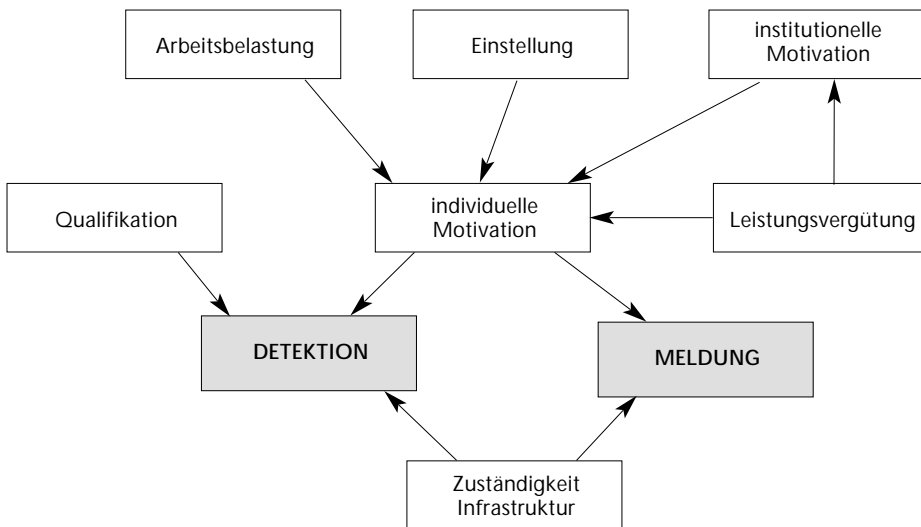 Arbeitsbelastung
Einstellung
institutionelle
Motivation
Qualifikation
individuelle
Motivation
Leistungsvergütung
DETEKTION
MELDUNG
Zuständigkeit
Infrastruktur